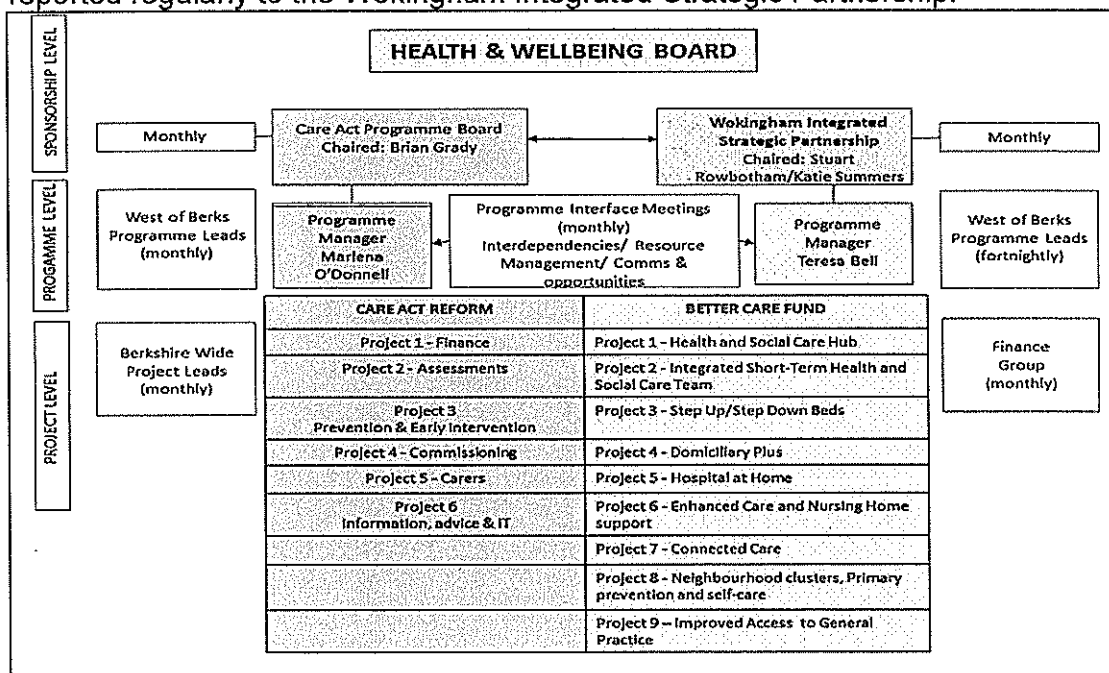 reported regularly to the Wokingham Integrated Strategic Partnership.
SPONSORSHIP LEVEL
HEALTH & WELLBEING BOARD
Monthly
Care Act Programme Board
Chaired: Brian Grady
Wokingham Integrated
Strategic Partnership
Chaired: Stuart
Rowbotham/Katie Summers
Monthly
PROGAMME LEVEL
West of Berks
Programme Leads
(monthly)
Programme
Manager
Marlena
O'Donnell
Programme Interface Meetings
(monthly)
Interdependencies/ Resource
Management/ Comms &
opportunities
Programme
Manager
Teresa Bell
West of Berks
Programme Leads
(fortnightly)
PROJECT LEVEL
Berkshire Wide
Project Leads
(monthly)
CARE ACT REFORM
BETTER CARE FUND
Project 1 - Finance
Project 1 - Health and Social Care Hub
Project 2 - Assessments
Project 2 - Integrated Short-Term Health and
Social Care Team
Project 3
Prevention & Early Intervention
Project 3 - Step Up/Step Down Beds
Project 4 - Commissioning
Project 4 - Domiciliary Plus
Project 5 - Carers
Project 5 - Hospital at Home
Project 6
Information, advice & IT
Project 6 - Enhanced Care and Nursing Home
support
Project 7 - Connected Care
Project 8 - Neighbourhood clusters, Primary
prevention and self-care
Project 9 – Improved Access to General
Practice
Finance
Group
(monthly)